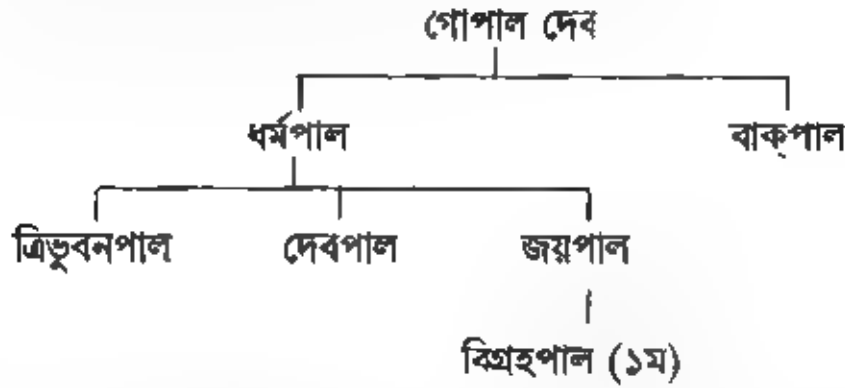 গোপাল দেব
ধর্মপাল বাক্‌পাল
ত্রিভুবনপাল দেবপাল জয়পাল
বিগ্রহপাল (১ম)